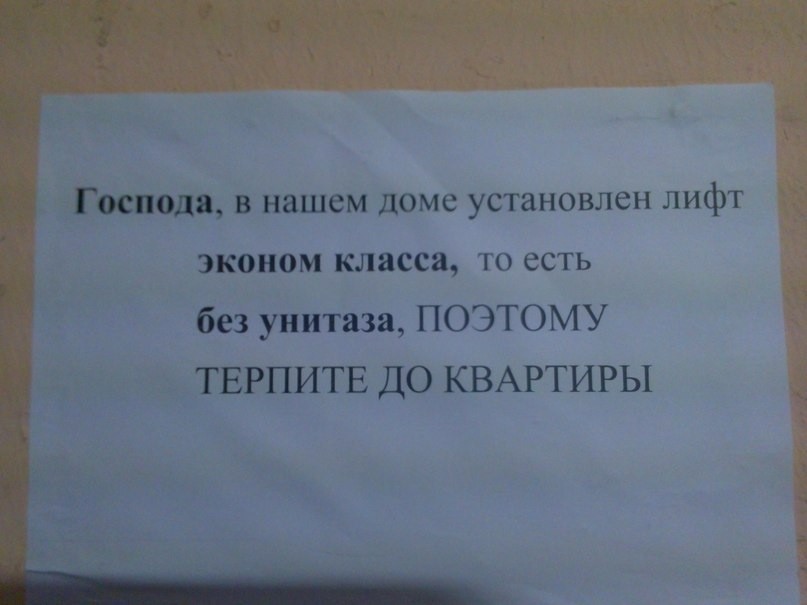 Господа, в нашем доме установлен лифт
эконом класса, то есть
без унитаза, ПОЭТОМУ
ТЕРПИТЕ ДО КВАРТИРЫ